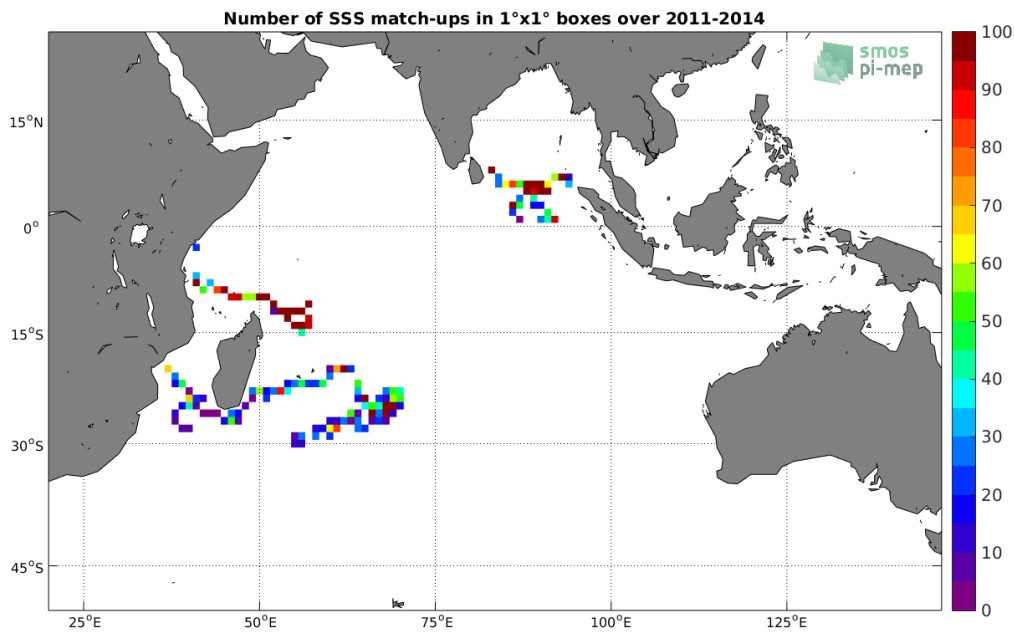 Number of SSS match-ups in 1°x1° boxes over 2011-2014
smos
pi-mep
15°N
0°
15°S
30°S
45°S
25°E
50°E
75°E
100°E
125°E
100
90
80
70
60
50
40
30
20
10
0